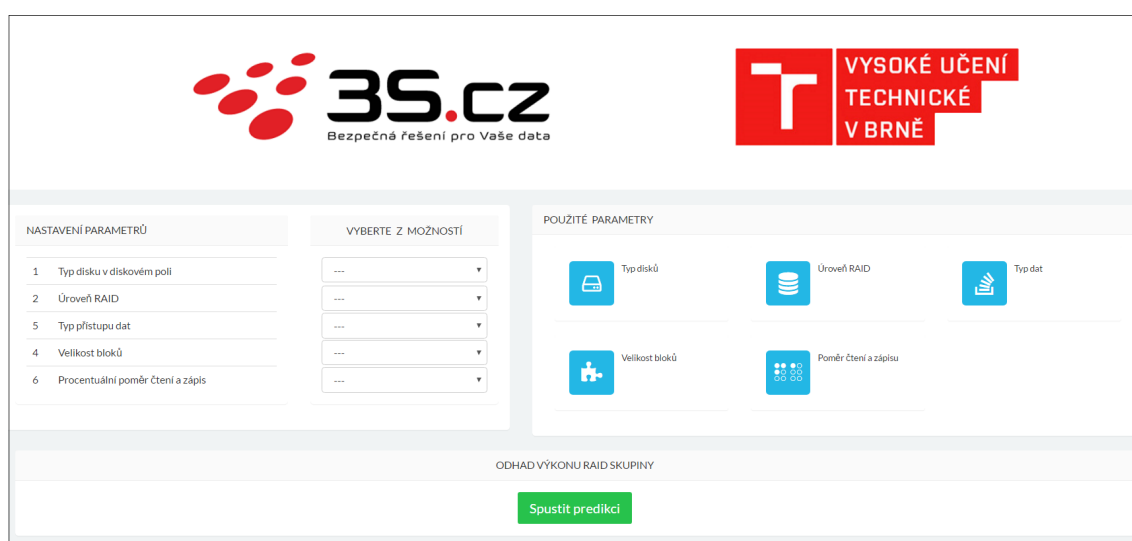 3S.cz
Bezpečná řešení pro Vaše data
VYSOKÉ UČENÍ
TECHNICKÉ
V BRNĚ
NASTAVENÍ PARAMETRŮ
VYBERTE Z MOŽNOSTÍ
1 Typ disku v diskovém poli ---
2 Úroveň RAID ---
5 Typ přístupu dat ---
4 Velikost bloků ---
6 Procentuální poměr čtení a zápis ---
POUŽITÉ PARAMETRY
Typ disků
Úroveň RAID
Typ dat
Velikost bloků
Poměr čtení a zápisu
ODHAD VÝKONU RAID SKUPINY
Spustit predikci